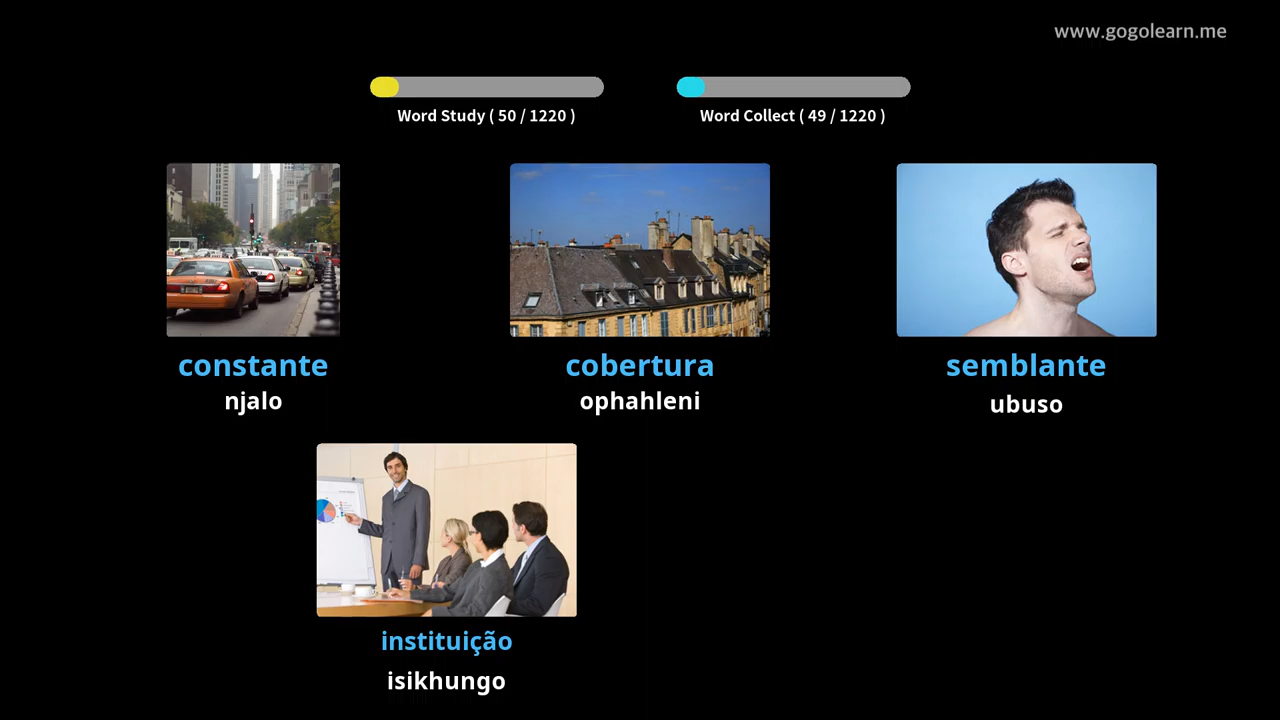 www.gogolearn.me
Word Study ( 50 / 1220 )
Word Collect ( 49 / 1220 )
constante
njalo
cobertura
ophahleni
semblante
ubuso
instituição
isikhungo